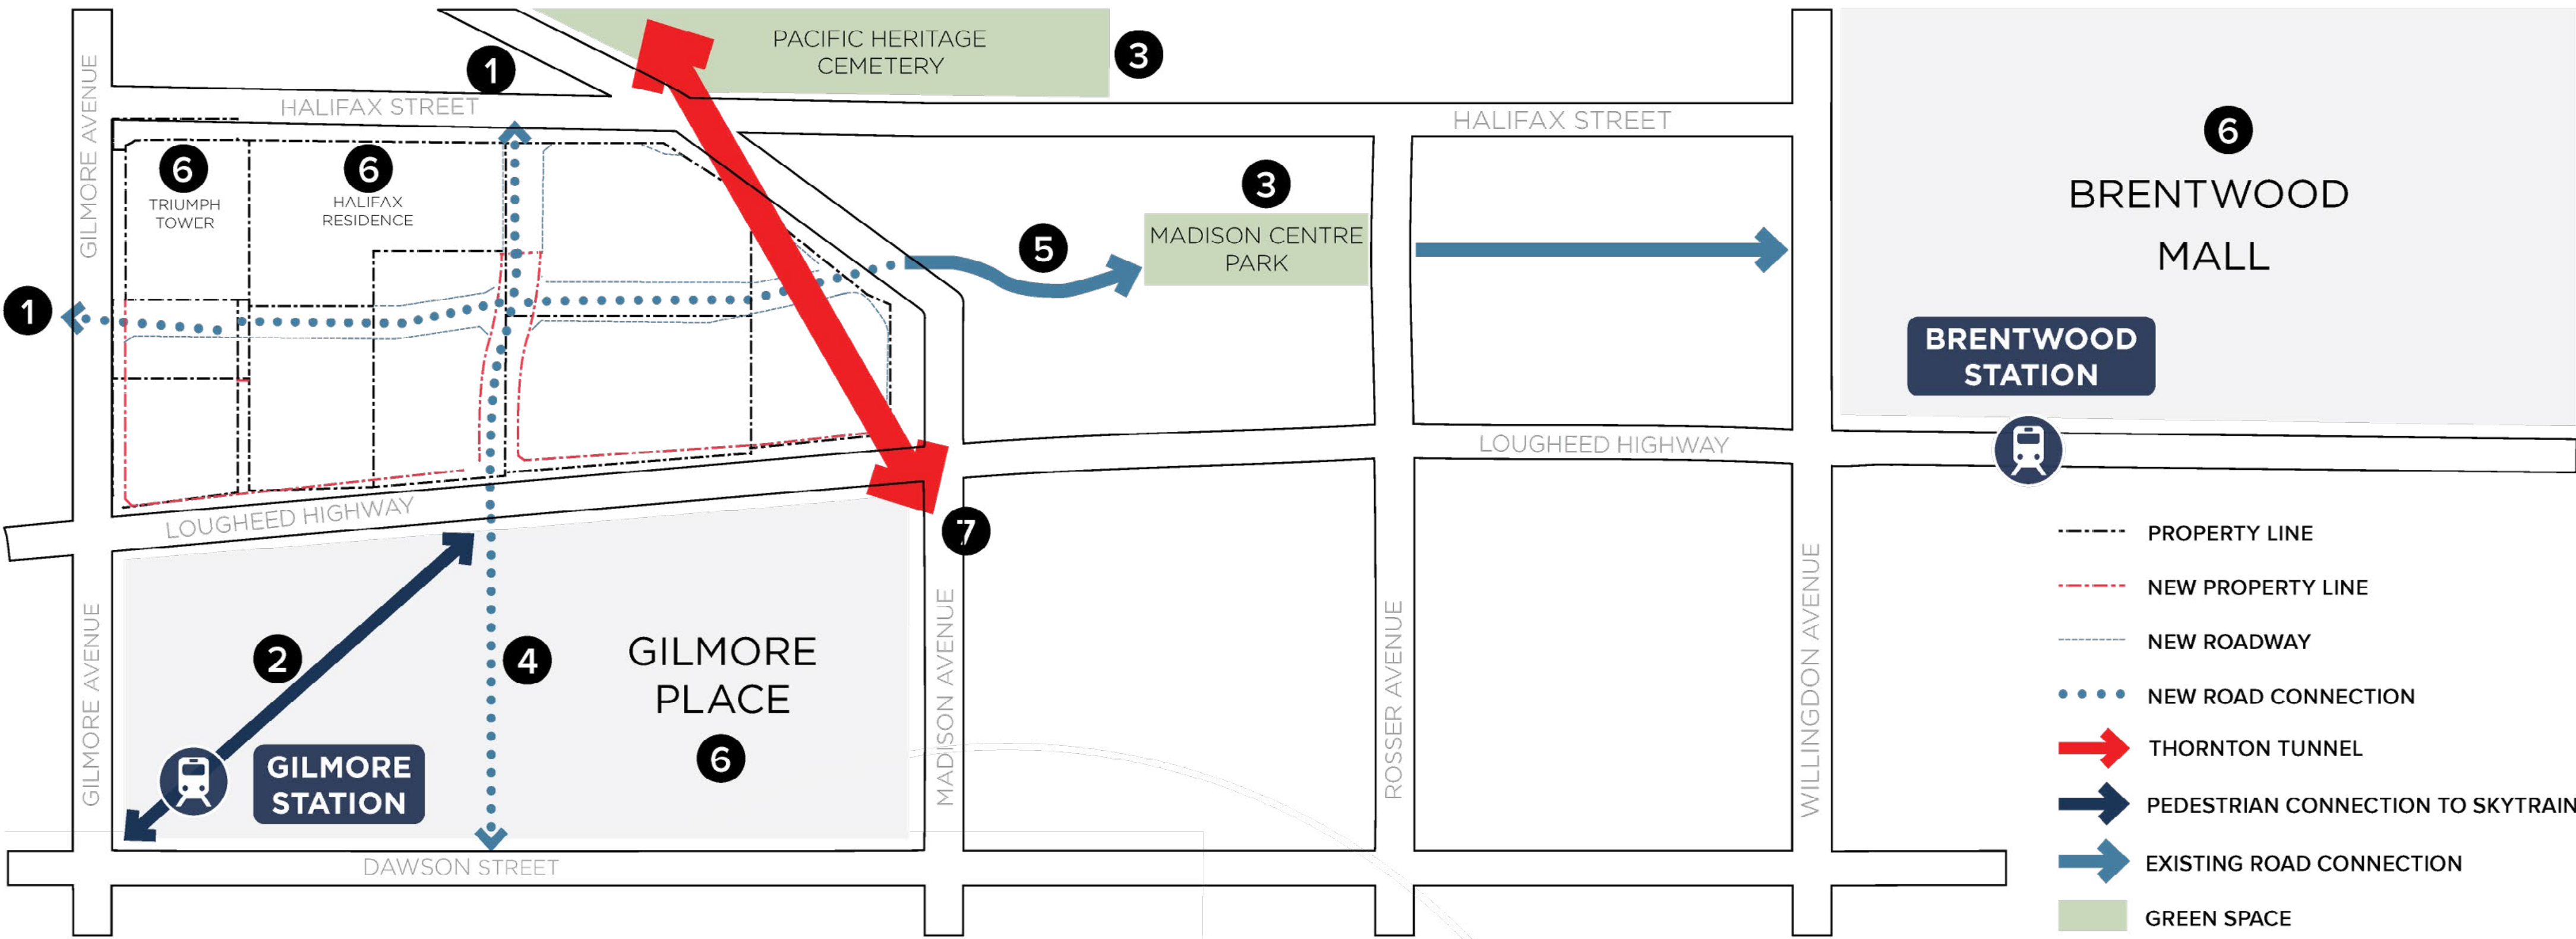 PACIFIC HERITAGE
CEMETERY
3
1
HALIFAX STREET
HALIFAX STREET
GILMORE AVENUE
6
TRIUMPH
TOWER
6
HALIFAX
RESIDENCE
3
MADISON CENTRE
PARK
5
6
BRENTWOOD
MALL
1
BRENTWOOD
STATION
LOUGHEED HIGHWAY
LOUGHEED HIGHWAY
7
2
4
GILMORE
PLACE
6
GILMORE
STATION
GILMORE AVENUE
MADISON AVENUE
ROSSER AVENUE
WILLINGDON AVENUE
DAWSON STREET
PROPERTY LINE
NEW PROPERTY LINE
NEW ROADWAY
NEW ROAD CONNECTION
THORNTON TUNNEL
PEDESTRIAN CONNECTION TO SKYTRAIN
EXISTING ROAD CONNECTION
GREEN SPACE